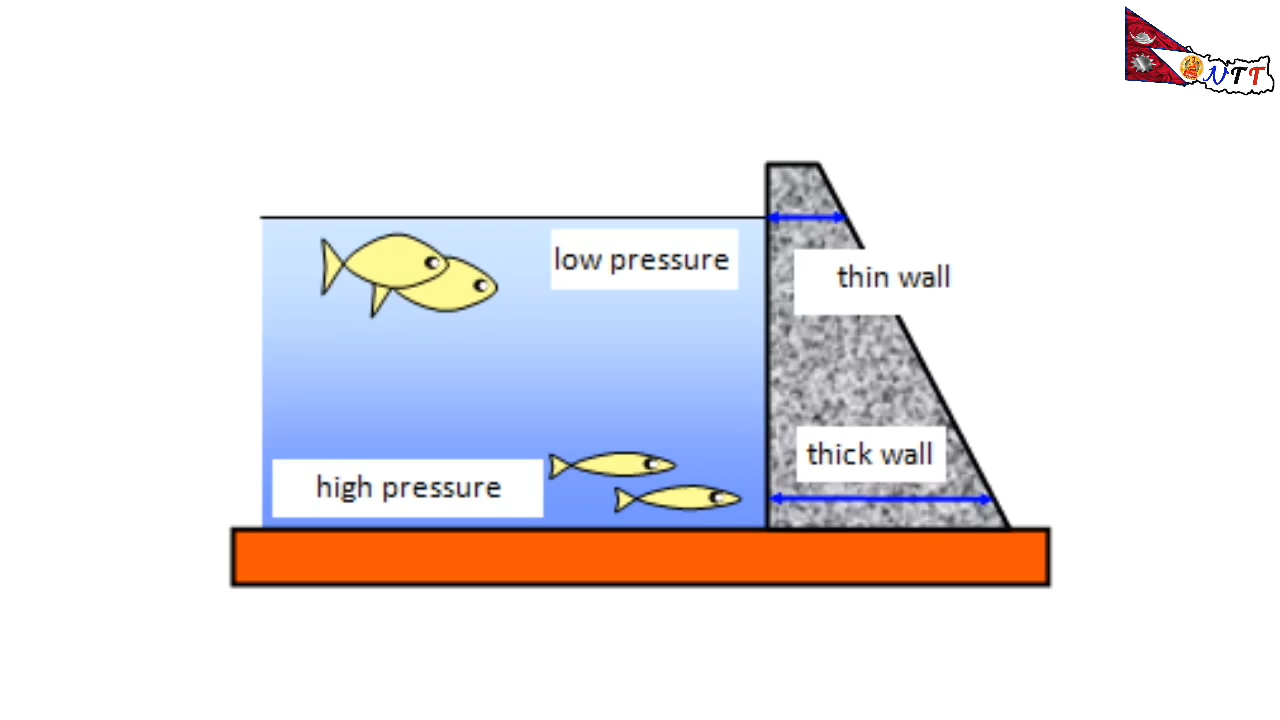 NTT
low pressure
thin wall
thick wall
high pressure